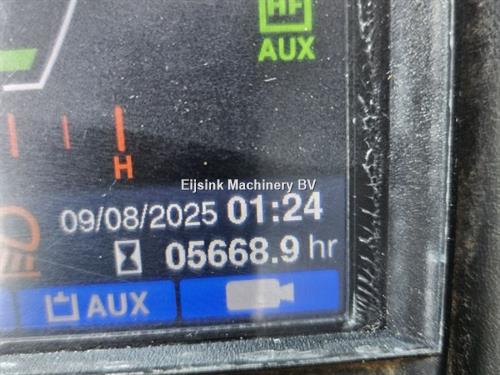 HF
AUX
H
Eijsink Machinery BV
09/08/2025 01:24
05668.9 hr
AUX